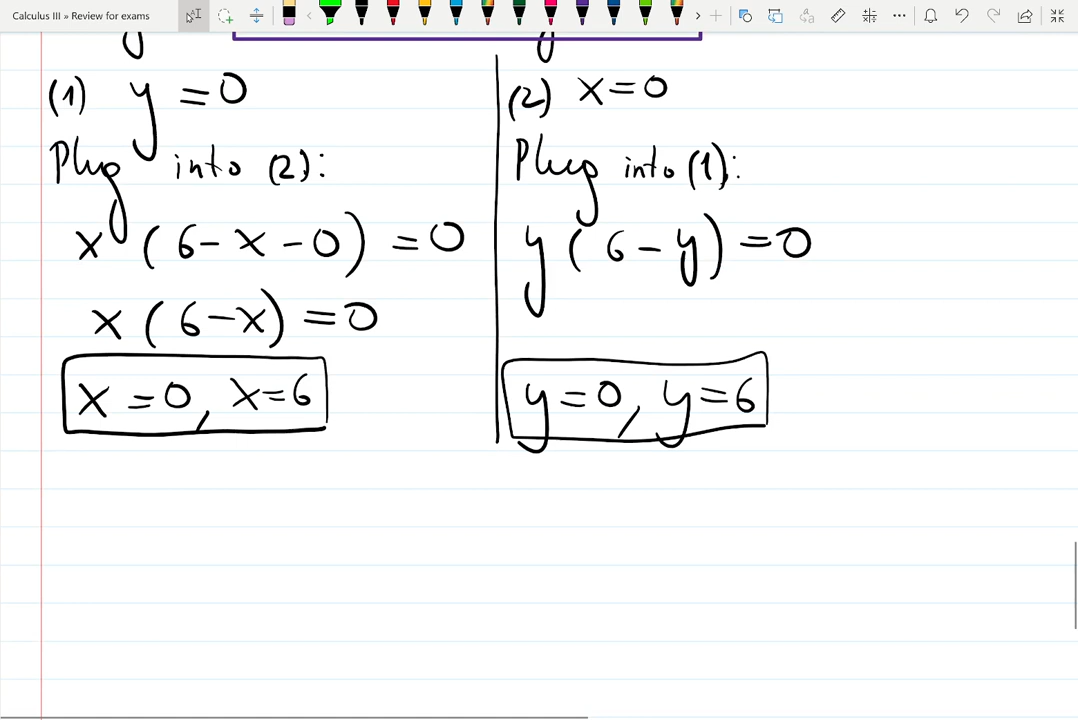 Calculus III » Review for exams
(1) y = 0
Plug into (2):
x (6 - x - 0) = 0
x (6 - x) = 0
x = 0, x = 6
(2) x = 0
Plug into (1):
y (6 - y) = 0
y = 0, y = 6